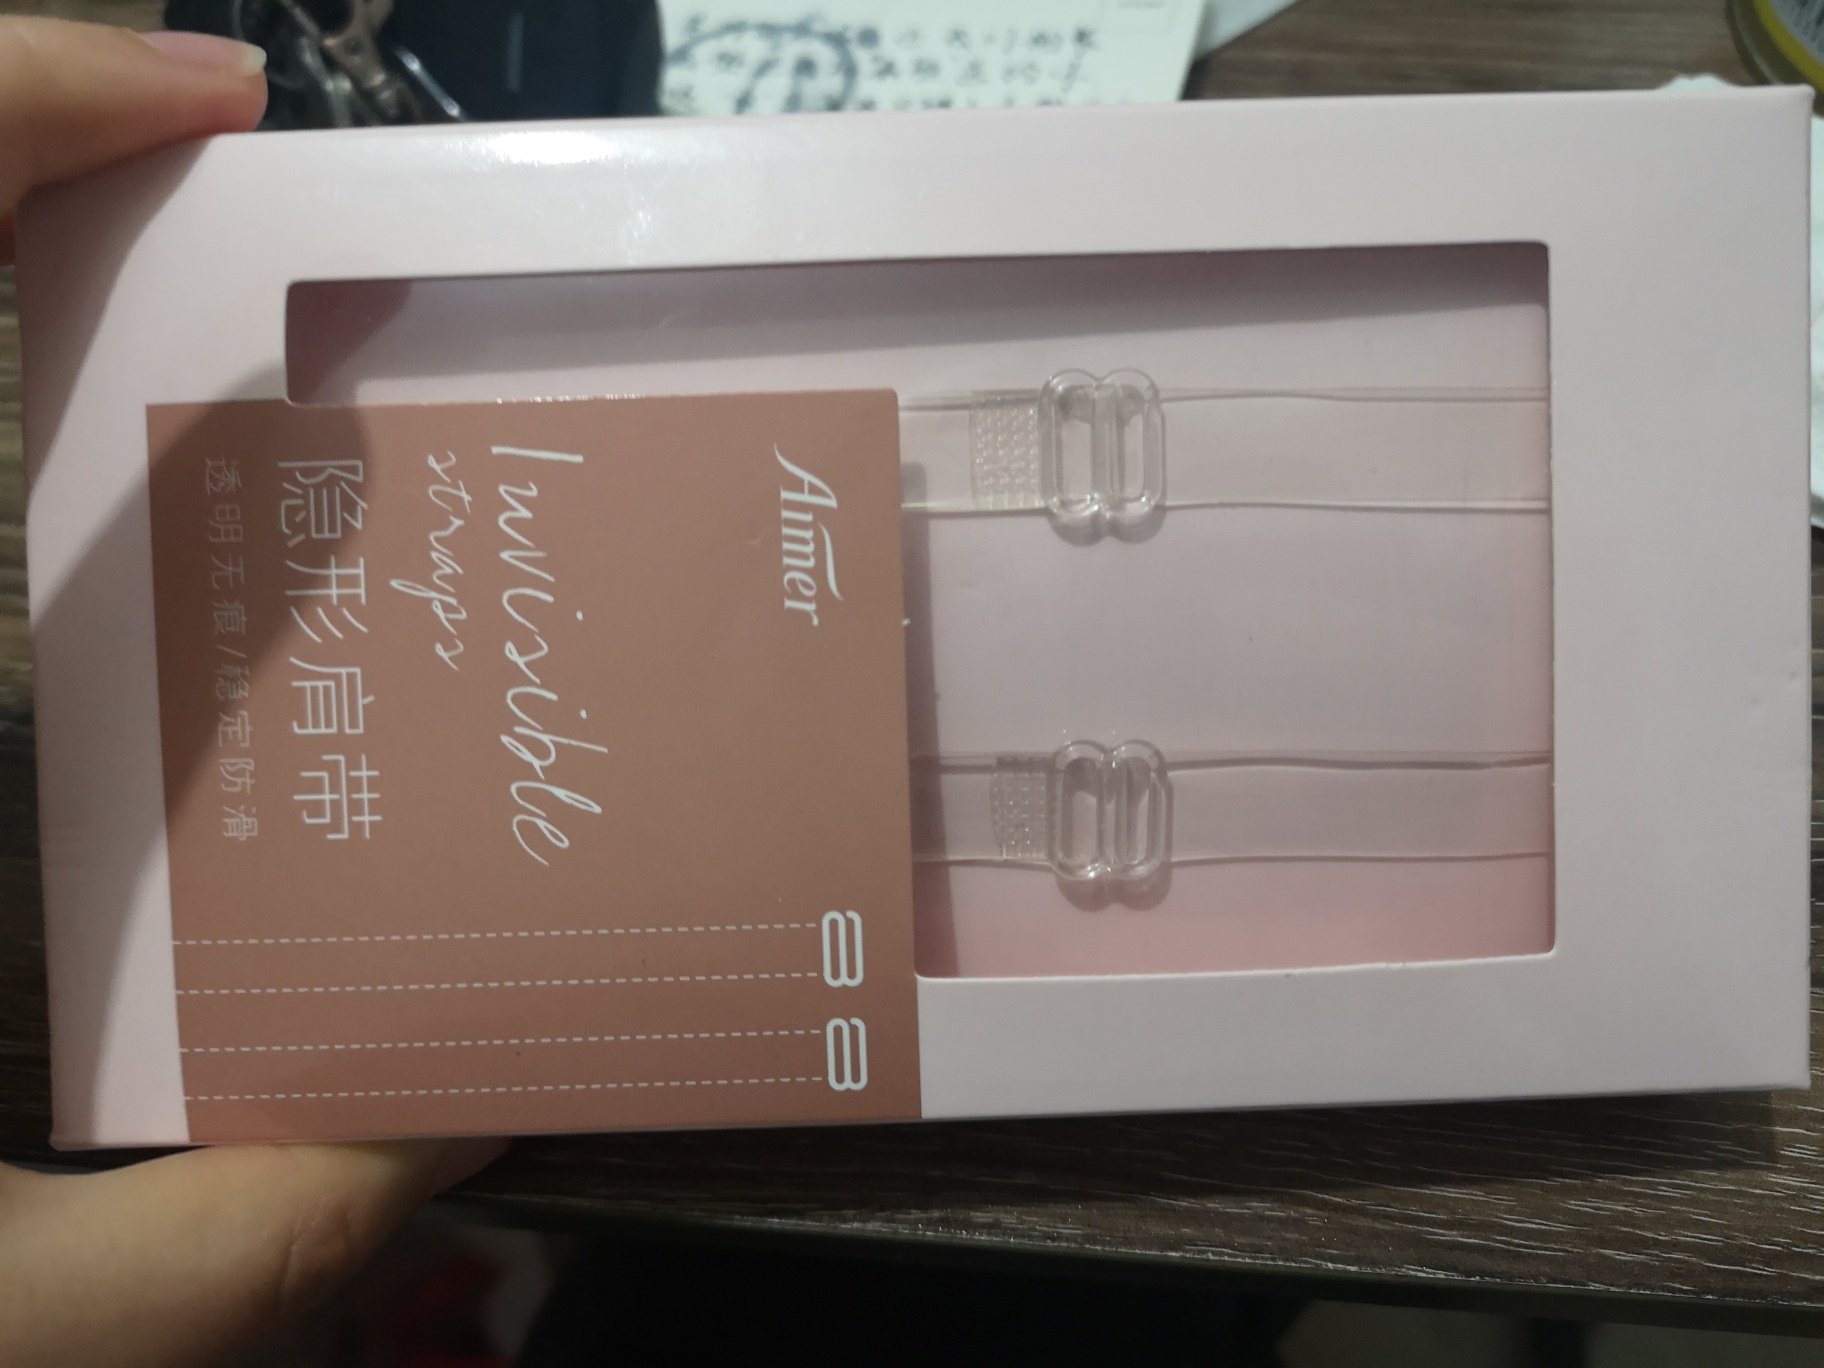 Aimer
Invisible
straps
隐形肩带
透明无痕/稳定防滑